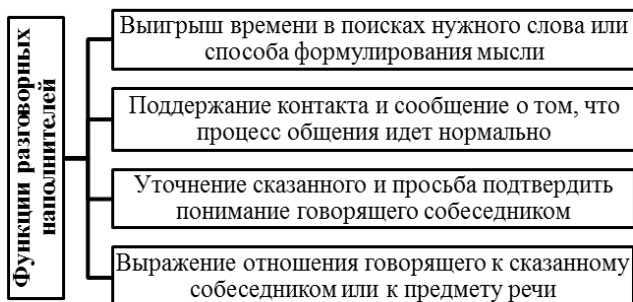 Функции разговорных
наполнителей
Выигрыш времени в поисках нужного слова или
способа формулирования мысли
Поддержание контакта и сообщение о том, что
процесс общения идет нормально
Уточнение сказанного и просьба подтвердить
понимание говорящего собеседником
Выражение отношения говорящего к сказанному
собеседником или к предмету речи